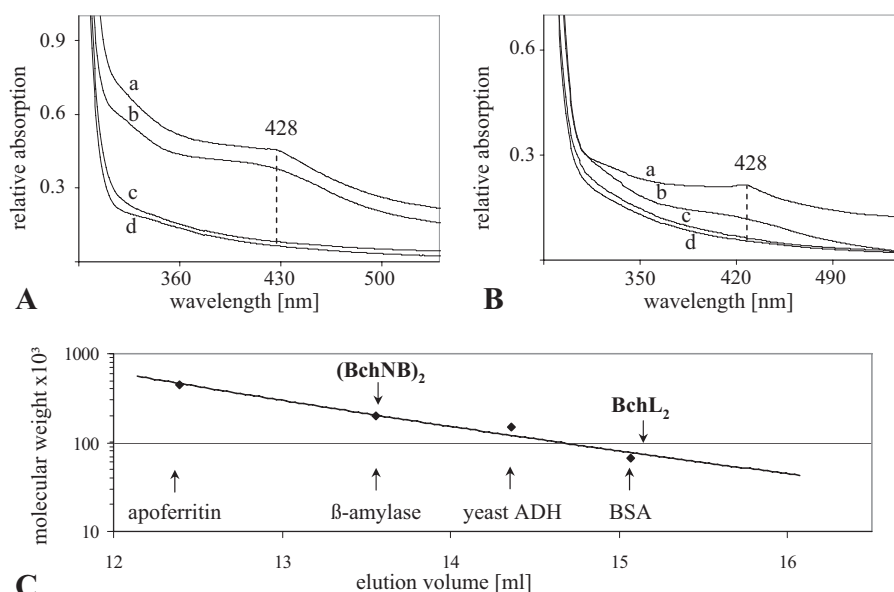 0.9
0.6
0.3
a
b
c
d
428
360
430
500
relative absorption
wavelength [nm]
A
0.6
0.3
a
b
c
d
428
350
420
490
relative absorption
wavelength [nm]
B
1000
100
10
molecular weight x10³
(BchNB)₂
BchL₂
apoferritin
ß-amylase
yeast ADH
BSA
12
13
14
15
16
elution volume [ml]
C